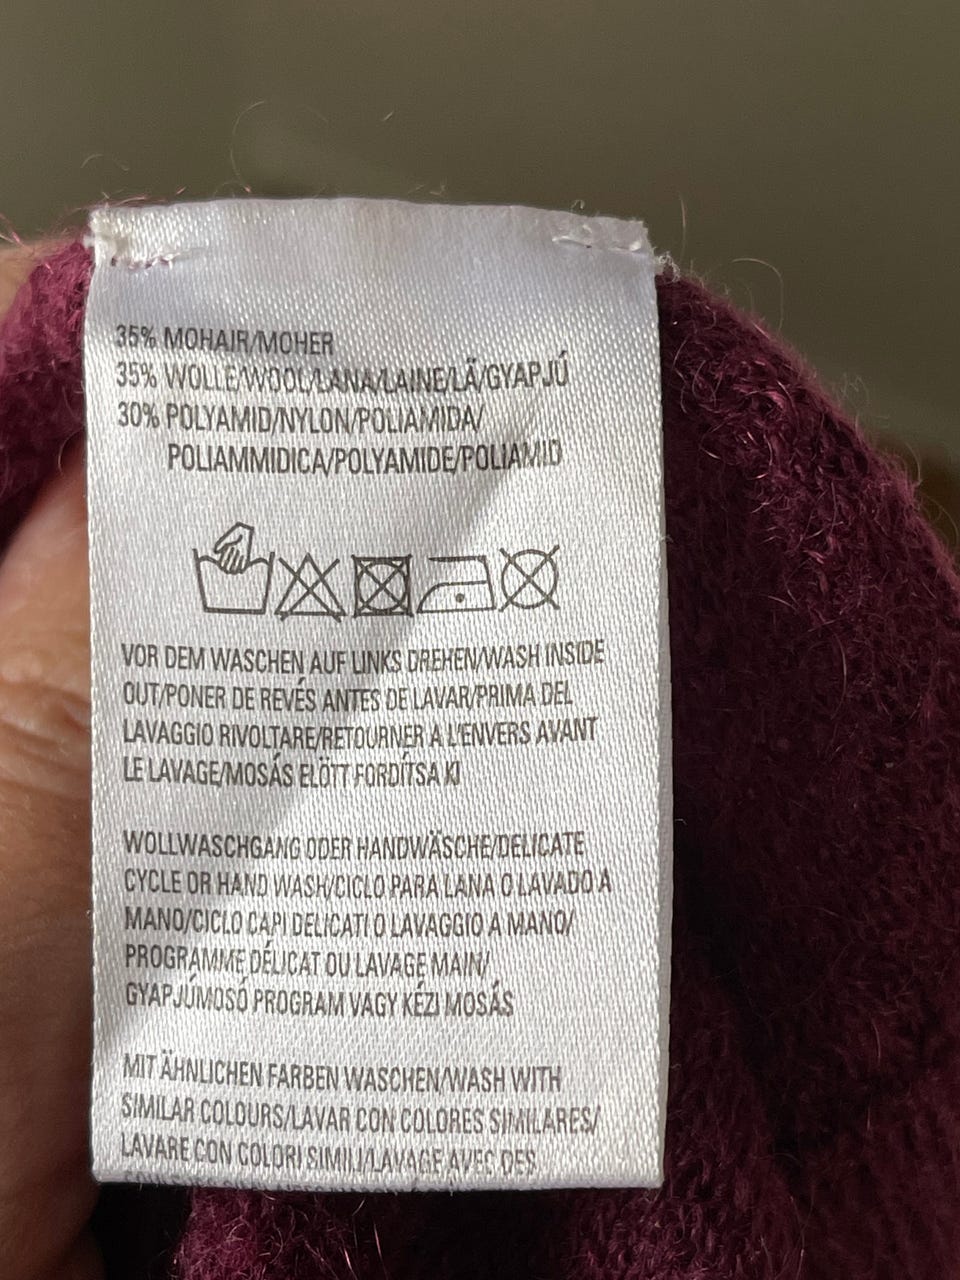 35% MOHAIR/MOHER
35% WOLLE/WOOL/LANA/LAINE/LÃ/GYAPJÚ
30% POLYAMID/NYLON/POLIAMIDA/
POLIAMMIDICA/POLYAMIDE/POLIAMID
VOR DEM WASCHEN AUF LINKS DREHEN/WASH INSIDE
OUT/PONER DE REVÉS ANTES DE LAVAR/PRIMA DEL
LAVAGGIO RIVOLTARE/RETOURNER A L'ENVERS AVANT
LE LAVAGE/MOSÁS ELÖTT FORDÍTSA KI
WOLLWASCHGANG ODER HANDWÄSCHE/DELICATE
CYCLE OR HAND WASH/CICLO PARA LANA O LAVADO A
MANO/CICLO CAPI DELICATI O LAVAGGIO A MANO/
PROGRAMME DÉLICAT OU LAVAGE MAIN/
GYAPJÚMOSÓ PROGRAM VAGY KÉZI MOSÁS
MIT ÄHNLICHEN FARBEN WASCHEN/WASH WITH
SIMILAR COLOURS/LAVAR CON COLORES SIMILARES/
LAVARE CON COLORI SIMILI/LAVAGE AVEC DES